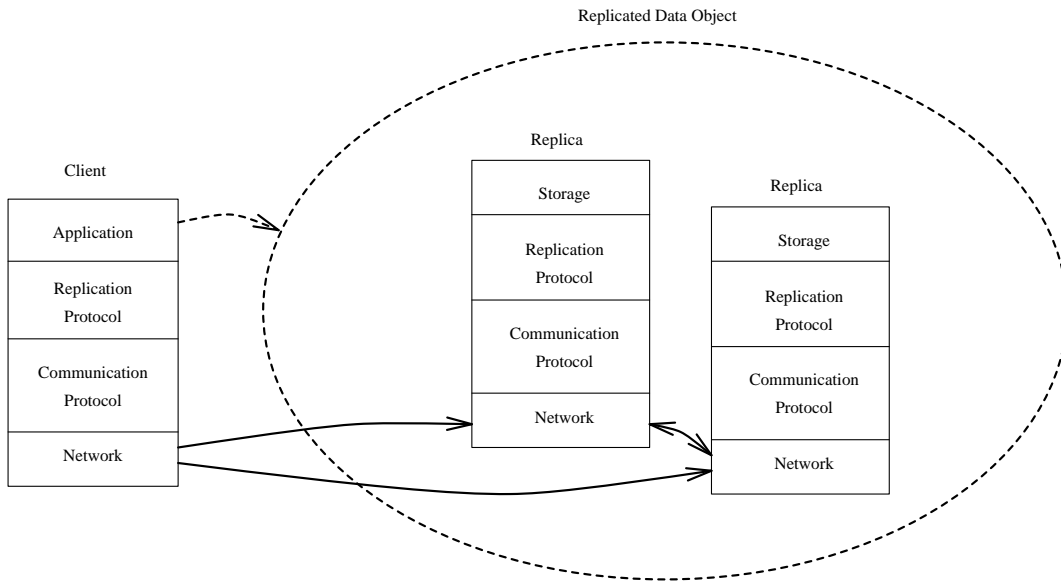 Replicated Data Object
Client
Application
Replication
Protocol
Communication
Protocol
Network
Replica
Storage
Replication
Protocol
Communication
Protocol
Network
Replica
Storage
Replication
Protocol
Communication
Protocol
Network